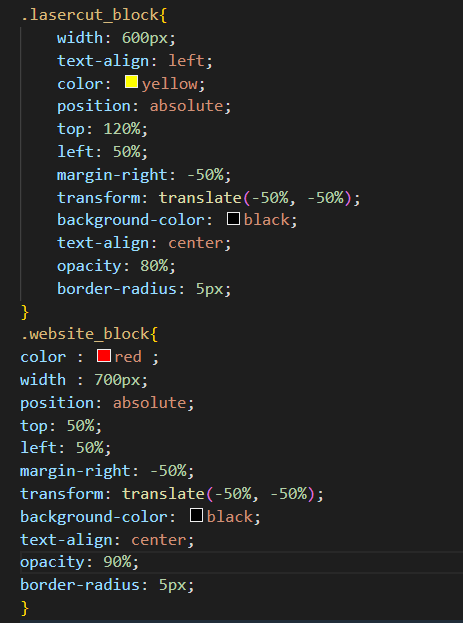 .lasercut_block{
    width: 600px;
    text-align: left;
    color: yellow;
    position: absolute;
    top: 120%;
    left: 50%;
    margin-right: -50%;
    transform: translate(-50%, -50%);
    background-color: black;
    text-align: center;
    opacity: 80%;
    border-radius: 5px;
}
.website_block{
color : red ;
width : 700px;
position: absolute;
top: 50%;
left: 50%;
margin-right: -50%;
transform: translate(-50%, -50%);
background-color: black;
text-align: center;
opacity: 90%;
border-radius: 5px;
}